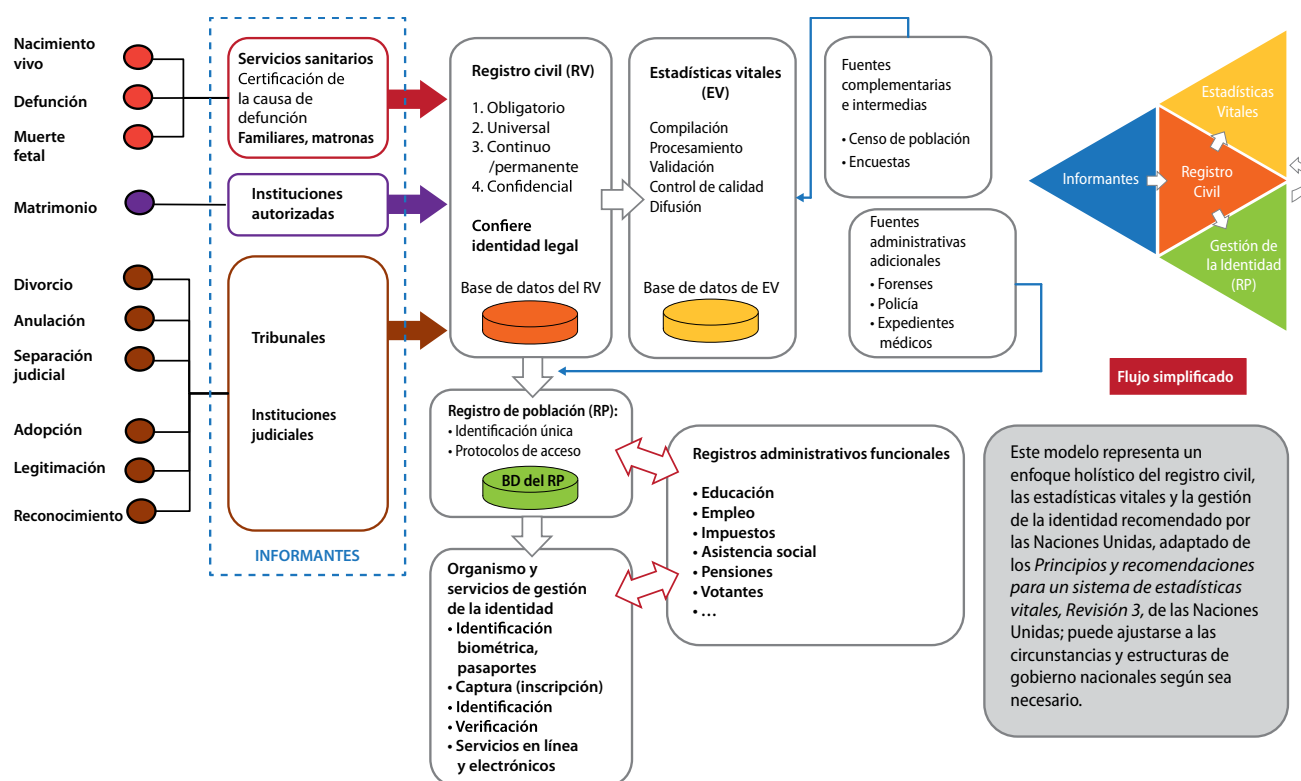 Nacimiento
vivo
Defunción
Muerte
fetal
Matrimonio
Divorcio
Anulación
Separación
judicial
Adopción
Legitimación
Reconocimiento
Servicios sanitarios
Certificación de
la causa de
defunción
Familiares, matronas
Instituciones
autorizadas
Tribunales
Instituciones
judiciales
INFORMANTES
Registro civil (RV)
1. Obligatorio
2. Universal
3. Continuo
/permanente
4. Confidencial
Confiere
identidad legal
Base de datos del RV
Estadísticas vitales
(EV)
Compilación
Procesamiento
Validación
Control de calidad
Difusión
Base de datos de EV
Fuentes
complementarias
e intermedias
• Censo de población
• Encuestas
Fuentes
administrativas
adicionales
• Forenses
• Policía
• Expedientes
médicos
Registro de población (RP):
• Identificación única
• Protocolos de acceso
BD del RP
Organismo y
servicios de gestión
de la identidad
• Identificación
biométrica,
pasaportes
• Captura (inscripción)
• Identificación
• Verificación
• Servicios en línea
y electrónicos
Registros administrativos funcionales
• Educación
• Empleo
• Impuestos
• Asistencia social
• Pensiones
• Votantes
• …
Estadísticas
Vitales
Informantes
Registro
Civil
Gestión de
la Identidad
(RP)
Flujo simplificado
Este modelo representa un
enfoque holístico del registro civil,
las estadísticas vitales y la gestión
de la identidad recomendado por
las Naciones Unidas, adaptado de
los Principios y recomendaciones
para un sistema de estadísticas
vitales, Revisión 3, de las Naciones
Unidas; puede ajustarse a las
circunstancias y estructuras de
gobierno nacionales según sea
necesario.